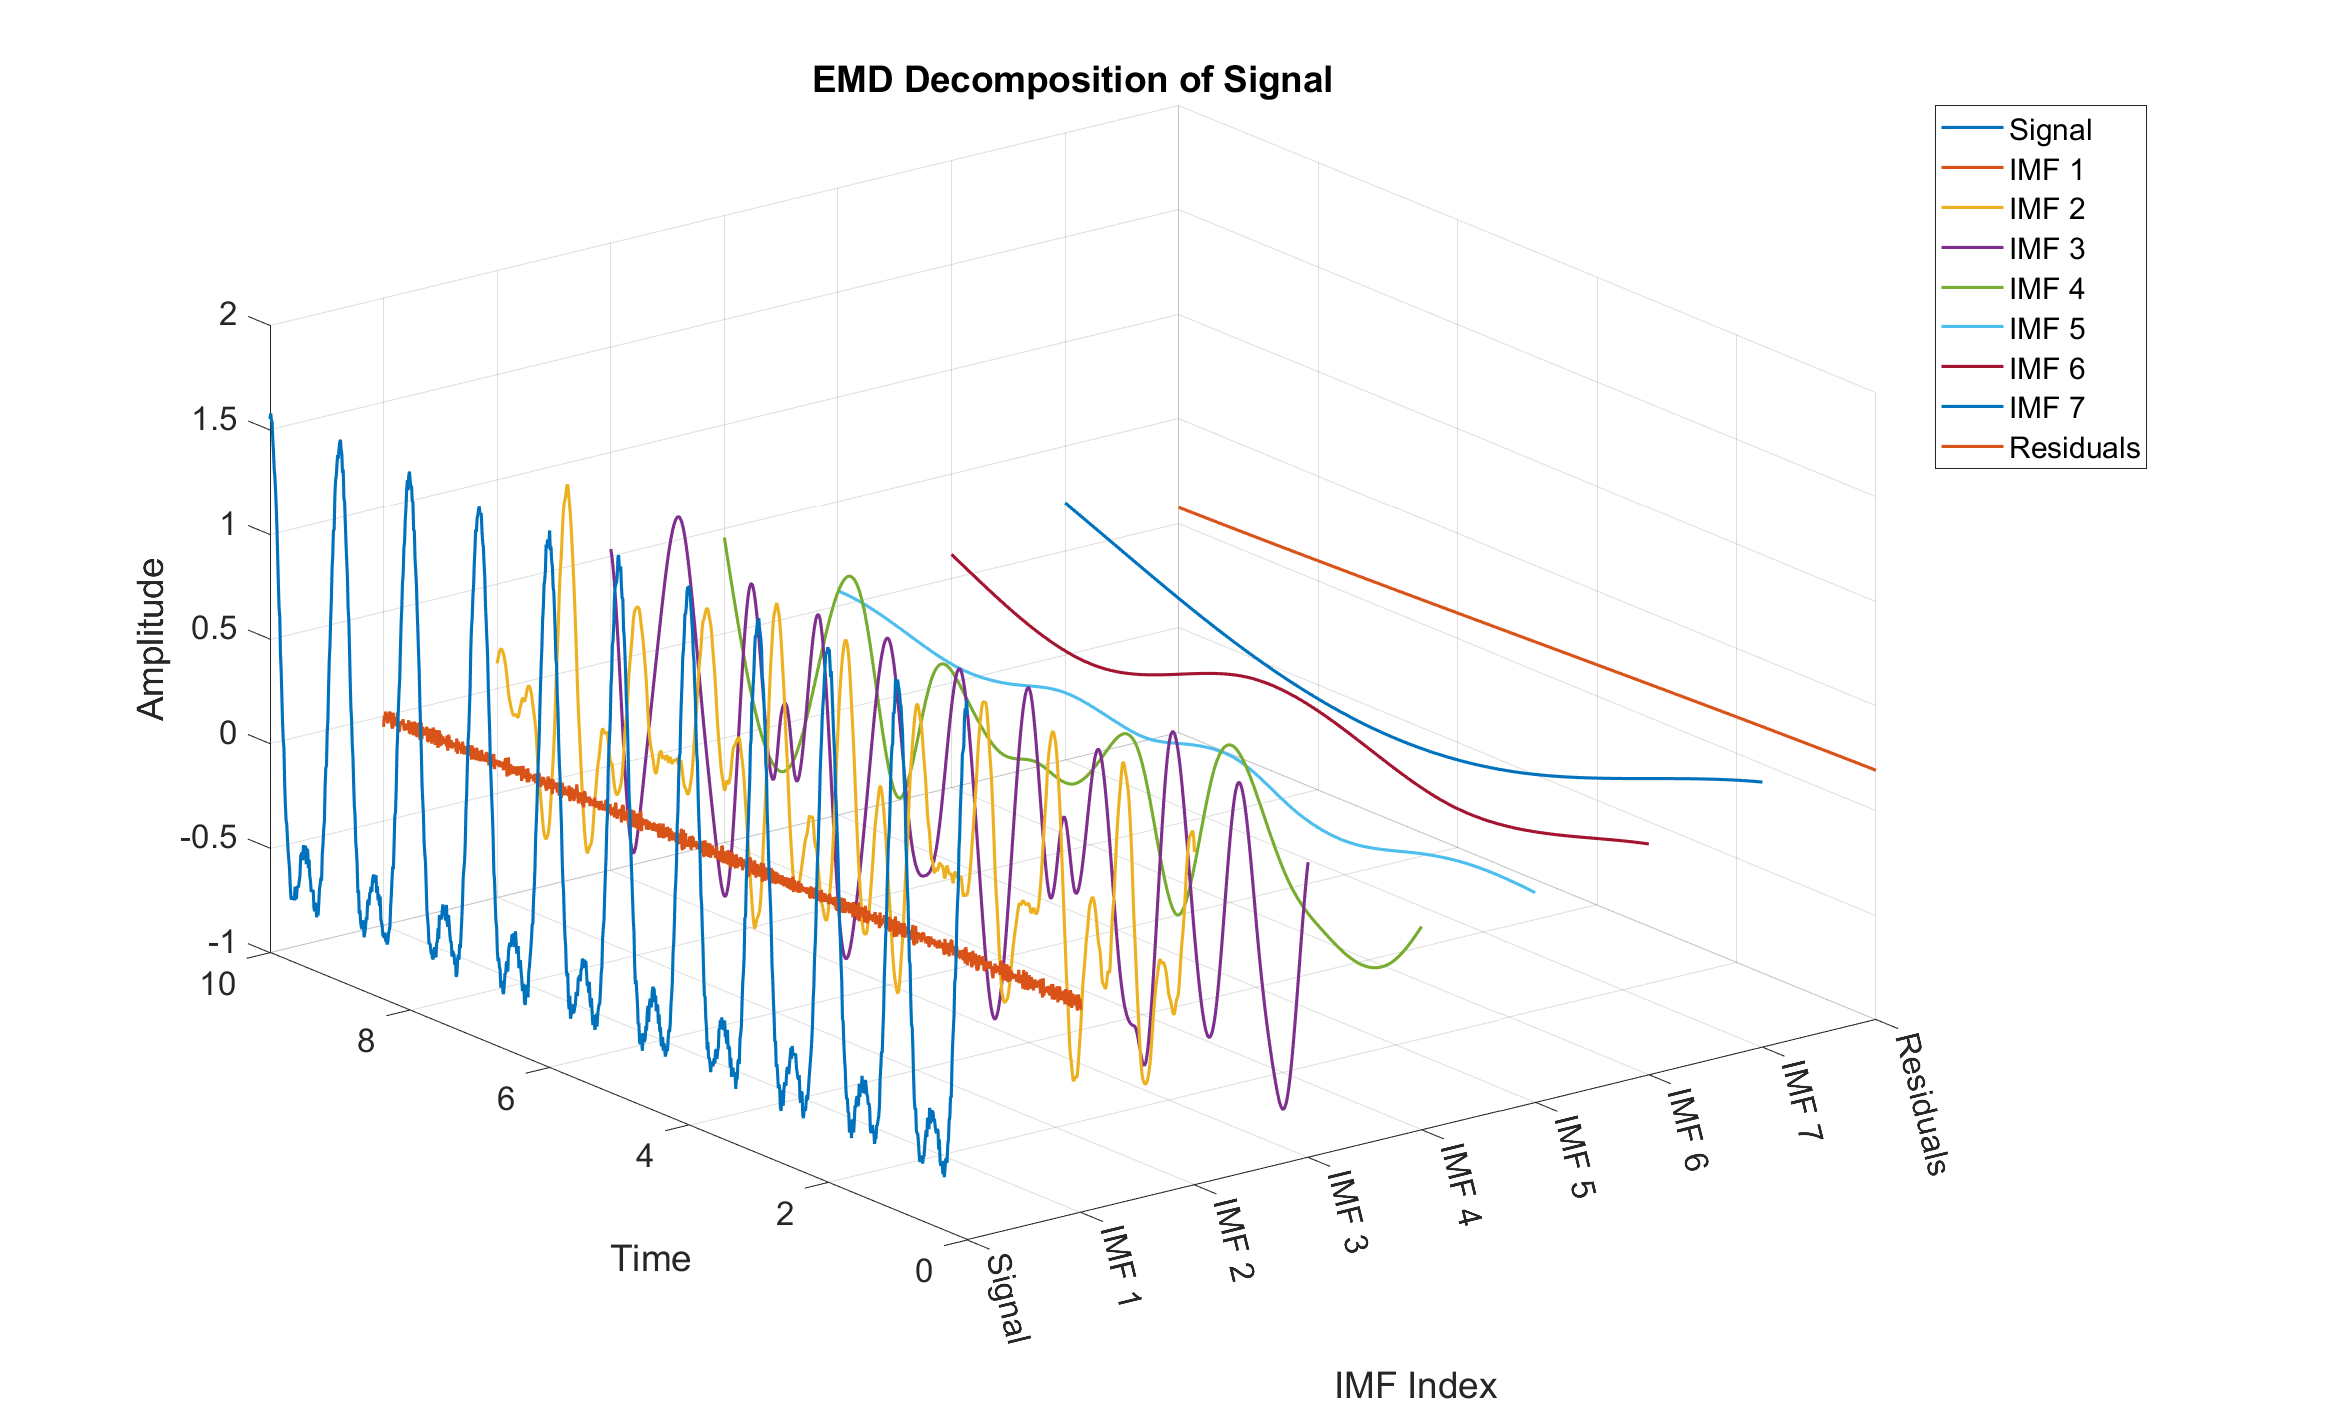 EMD Decomposition of Signal
Signal
IMF 1
IMF 2
IMF 3
IMF 4
IMF 5
IMF 6
IMF 7
Residuals
2
1.5
1
0.5
0
-0.5
-1
Amplitude
10
8
6
4
2
0
Time
Signal
IMF 1
IMF 2
IMF 3
IMF 4
IMF 5
IMF 6
IMF 7
Residuals
IMF Index